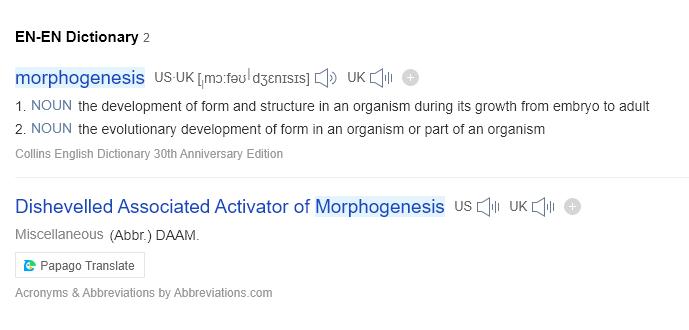 EN-EN Dictionary 2
morphogenesis US·UK [ˌmɔːfəʊˈdʒɛnɪsɪs] UK
1. NOUN the development of form and structure in an organism during its growth from embryo to adult
2. NOUN the evolutionary development of form in an organism or part of an organism
Collins English Dictionary 30th Anniversary Edition
Dishevelled Associated Activator of Morphogenesis US UK
Miscellaneous (Abbr.) DAAM.
Papago Translate
Acronyms & Abbreviations by Abbreviations.com